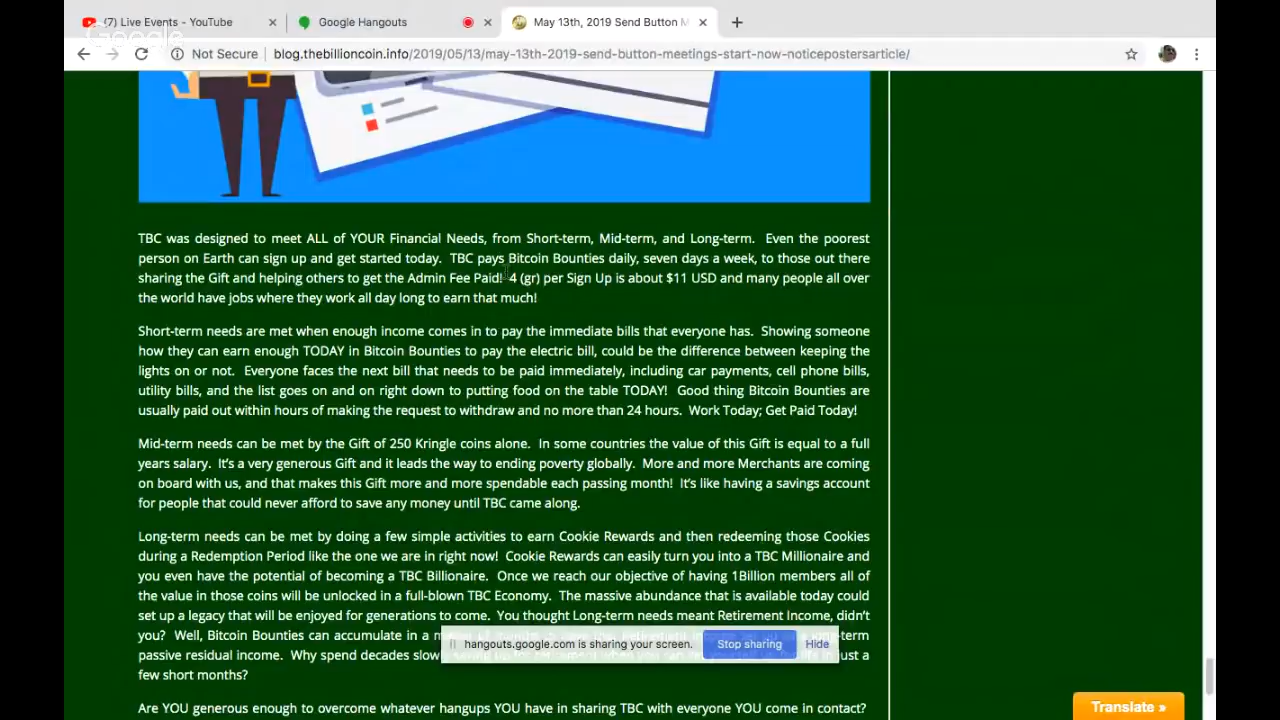 (7) Live Events - YouTube
Google Hangouts
May 13th, 2019 Send Button M
Google
Not Secure
blog.thebillioncoin.info/2019/05/13/may-13th-2019-send-button-meetings-start-now-noticepostersarticle/
TBC was designed to meet ALL of YOUR Financial Needs, from Short-term, Mid-term, and Long-term. Even the poorest
person on Earth can sign up and get started today. TBC pays Bitcoin Bounties daily, seven days a week, to those out there
sharing the Gift and helping others to get the Admin Fee Paid! 4 (gr) per Sign Up is about $11 USD and many people all over
the world have jobs where they work all day long to earn that much!
Short-term needs are met when enough income comes in to pay the immediate bills that everyone has. Showing someone
how they can earn enough TODAY in Bitcoin Bounties to pay the electric bill, could be the difference between keeping the
lights on or not. Everyone faces the next bill that needs to be paid immediately, including car payments, cell phone bills,
utility bills, and the list goes on and on right down to putting food on the table TODAY! Good thing Bitcoin Bounties are
usually paid out within hours of making the request to withdraw and no more than 24 hours. Work Today; Get Paid Today!
Mid-term needs can be met by the Gift of 250 Kringle coins alone. In some countries the value of this Gift is equal to a full
years salary. It's a very generous Gift and it leads the way to ending poverty globally. More and more Merchants are coming
on board with us, and that makes this Gift more and more spendable each passing month! It's like having a savings account
for people that could never afford to save any money until TBC came along.
Long-term needs can be met by doing a few simple activities to earn Cookie Rewards and then redeeming those Cookies
during a Redemption Period like the one we are in right now! Cookie Rewards can easily turn you into a TBC Millionaire and
you even have the potential of becoming a TBC Billionaire. Once we reach our objective of having 1Billion members all of
the value in those coins will be unlocked in a full-blown TBC Economy. The massive abundance that is available today could
set up a legacy that will be enjoyed for generations to come. You thought Long-term needs meant Retirement Income, didn't
you? Well, Bitcoin Bounties can accumulate in a -term
hangouts.google.com is sharing your screen. Stop sharing Hide
passive residual income. Why spend decades slow just a
few short months?
Are YOU generous enough to overcome whatever hangups YOU have in sharing TBC with everyone YOU come in contact?
Translate »